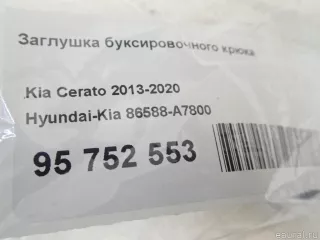 Заглушка буксировочного крюка
Kia Cerato 2013-2020
Hyundai-Kia 86588-A7800
95 752 553